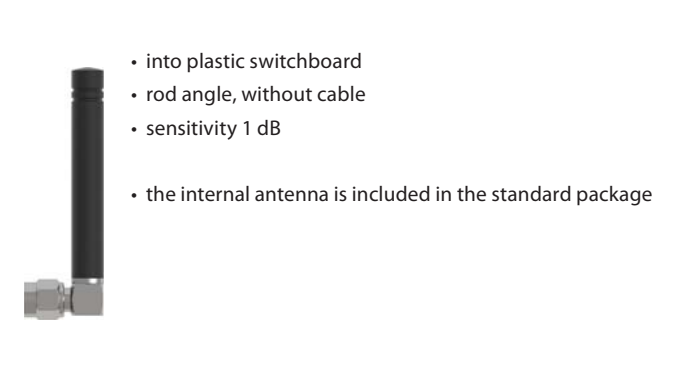 • into plastic switchboard
• rod angle, without cable
• sensitivity 1 dB
• the internal antenna is included in the standard package